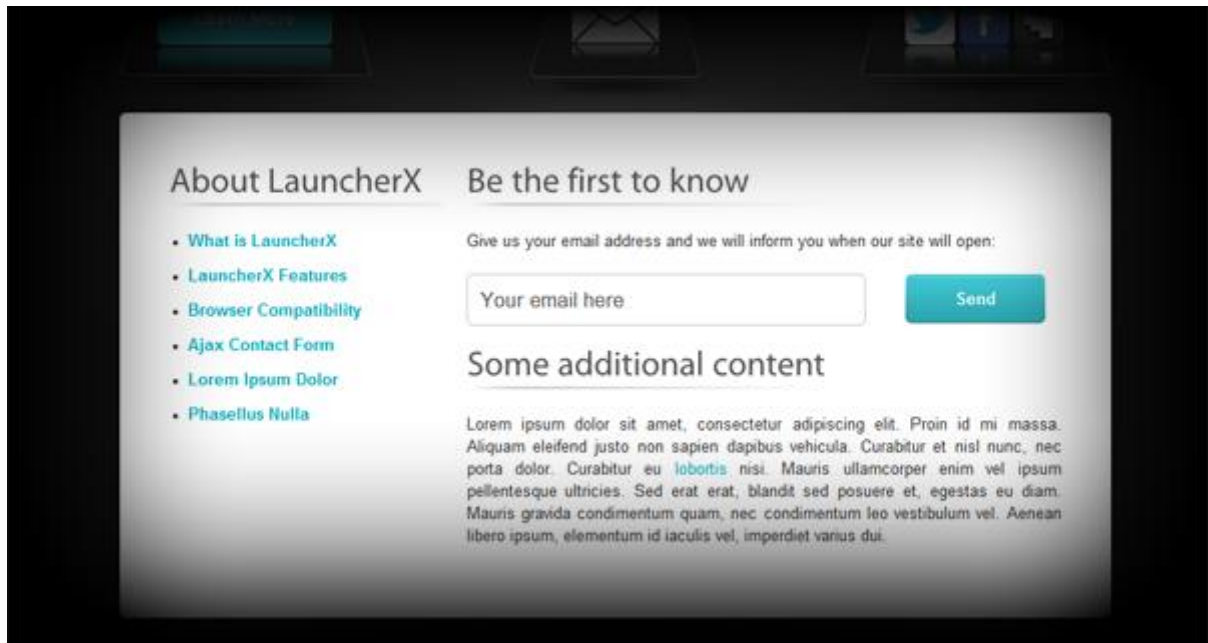 About LauncherX
What is LauncherX
LauncherX Features
Browser Compatibility
Ajax Contact Form
Lorem Ipsum Dolor
Phasellus Nulla
Be the first to know
Give us your email address and we will inform you when our site will open:
Your email here
Send
Some additional content
Lorem ipsum dolor sit amet, consectetur adipiscing elit. Proin id mi massa.
Aliquam eleifend justo non sapien dapibus vehicula. Curabitur et nisl nunc, nec
porta dolor. Curabitur eu lobortis nisi. Mauris ullamcorper enim vel ipsum
pellentesque ultricies. Sed erat erat, blandit sed posuere et, egestas eu diam.
Mauris gravida condimentum quam, nec condimentum leo vestibulum vel. Aenean
libero ipsum, elementum id iaculis vel, imperdiet varius dui.